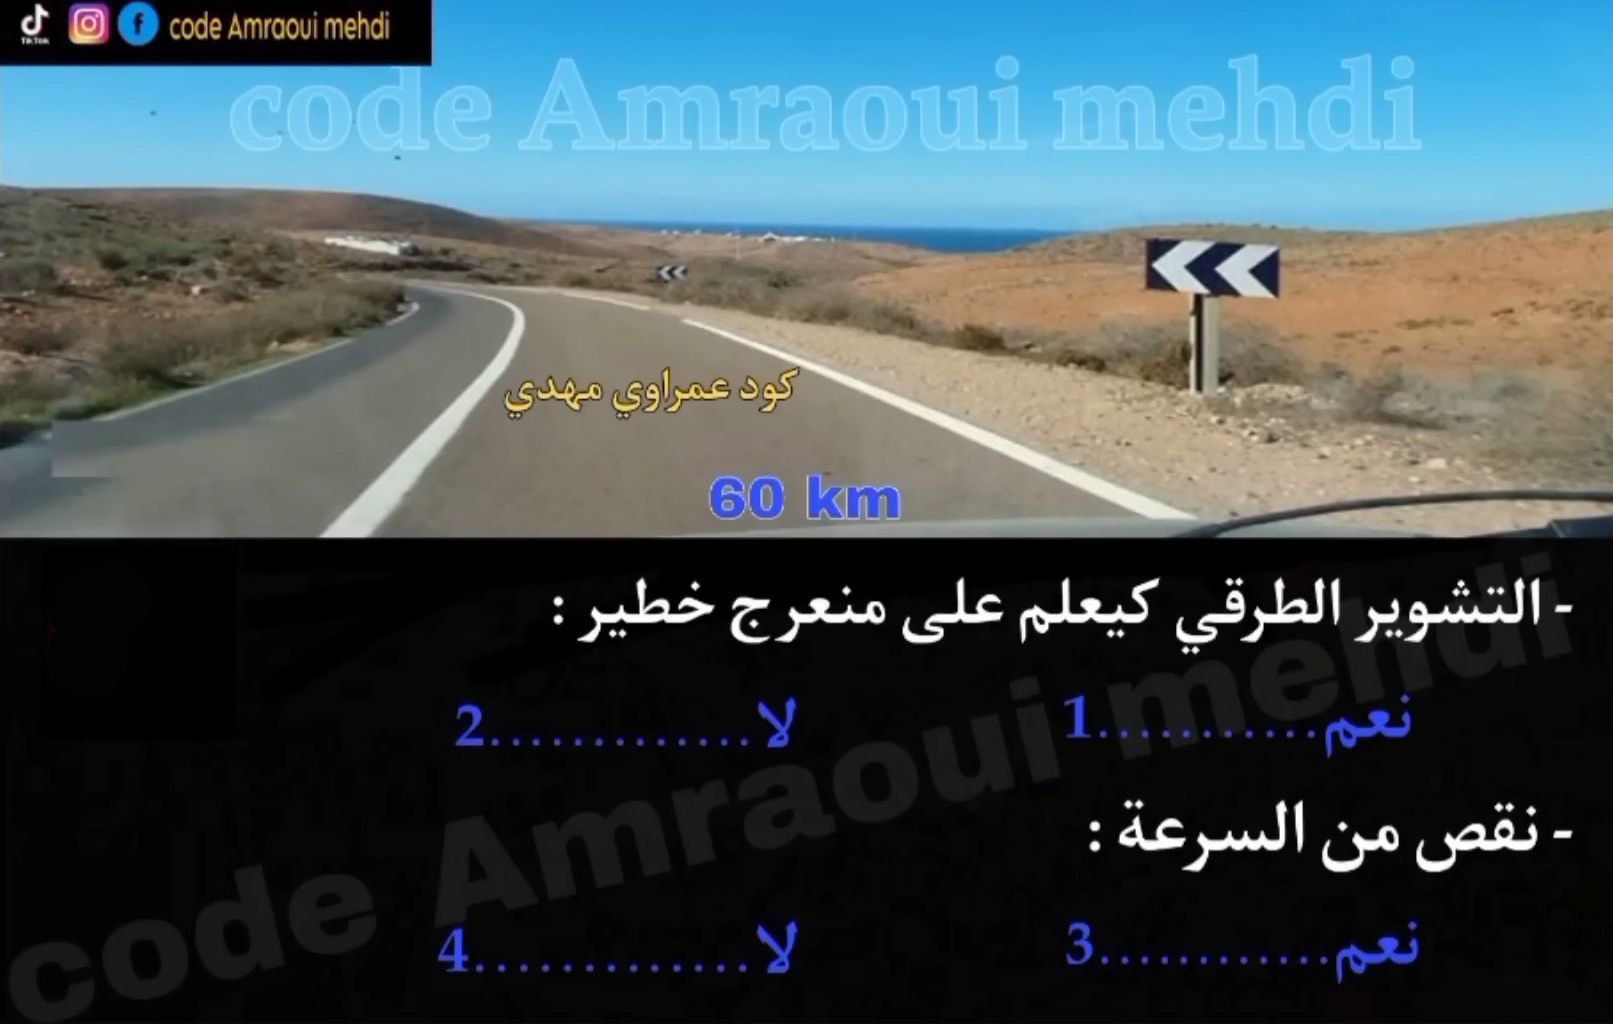 TikTok
code Amraoui mehdi
code Amraoui mehdi
كود عمراوي مهدي
60 km
- التشوير الطرقي كيعلم على منعرج خطير :
نعم...........1 لا.............2
- نقص من السرعة :
نعم............3 لا.............4
code Amraoui mehdi